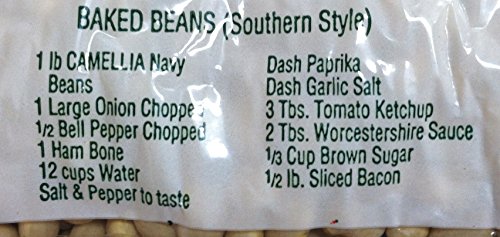 BAKED BEANS (Southern Style)
1 lb CAMELLIA Navy
Beans
1 Large Onion Chopped
1/2 Bell Pepper Chopped
1 Ham Bone
12 cups Water
Salt & Pepper to taste
Dash Paprika
Dash Garlic Salt
3 Tbs. Tomato Ketchup
2 Tbs. Worcestershire Sauce
1/3 Cup Brown Sugar
1/2 lb. Sliced Bacon